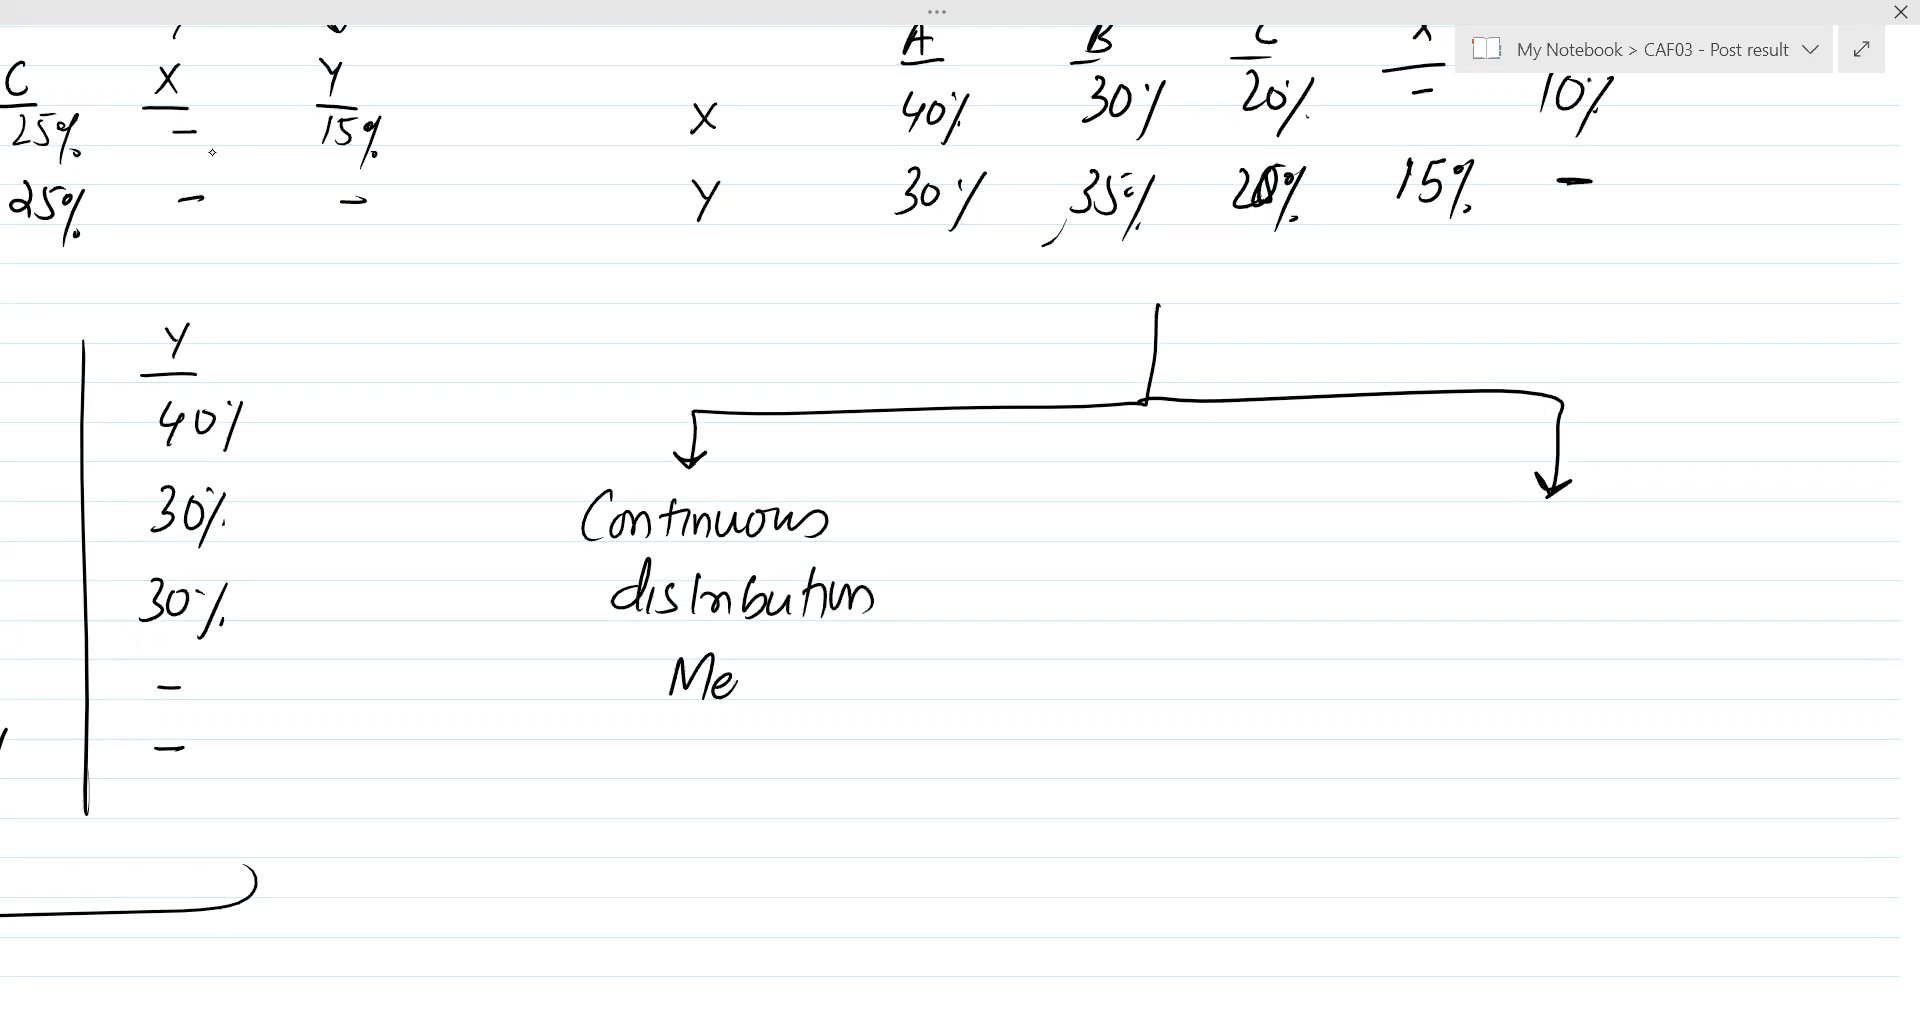 My Notebook > CAF03 - Post result
C X Y
25% - 15%
25% - -
A B C X
X 40% 30% 20% - 10%
Y 30% 35% 20% 15% -
Y
40%
30%
30%
-
-
Continuous
distribution
Me